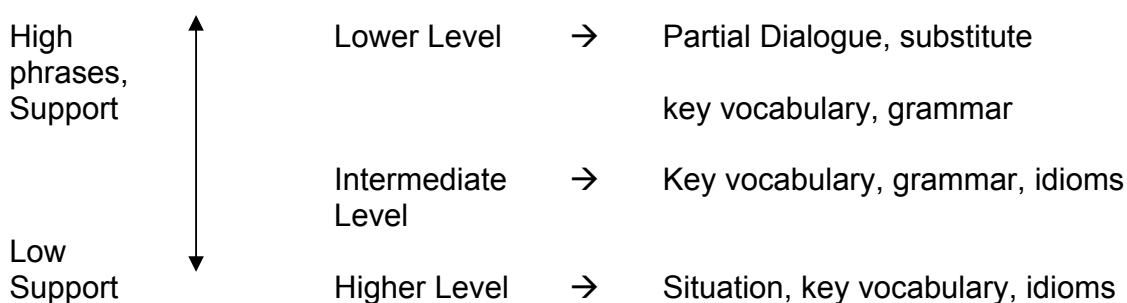 High Lower Level → Partial Dialogue, substitute
phrases,
Support key vocabulary, grammar
Intermediate → Key vocabulary, grammar, idioms
Level
Low
Support Higher Level → Situation, key vocabulary, idioms